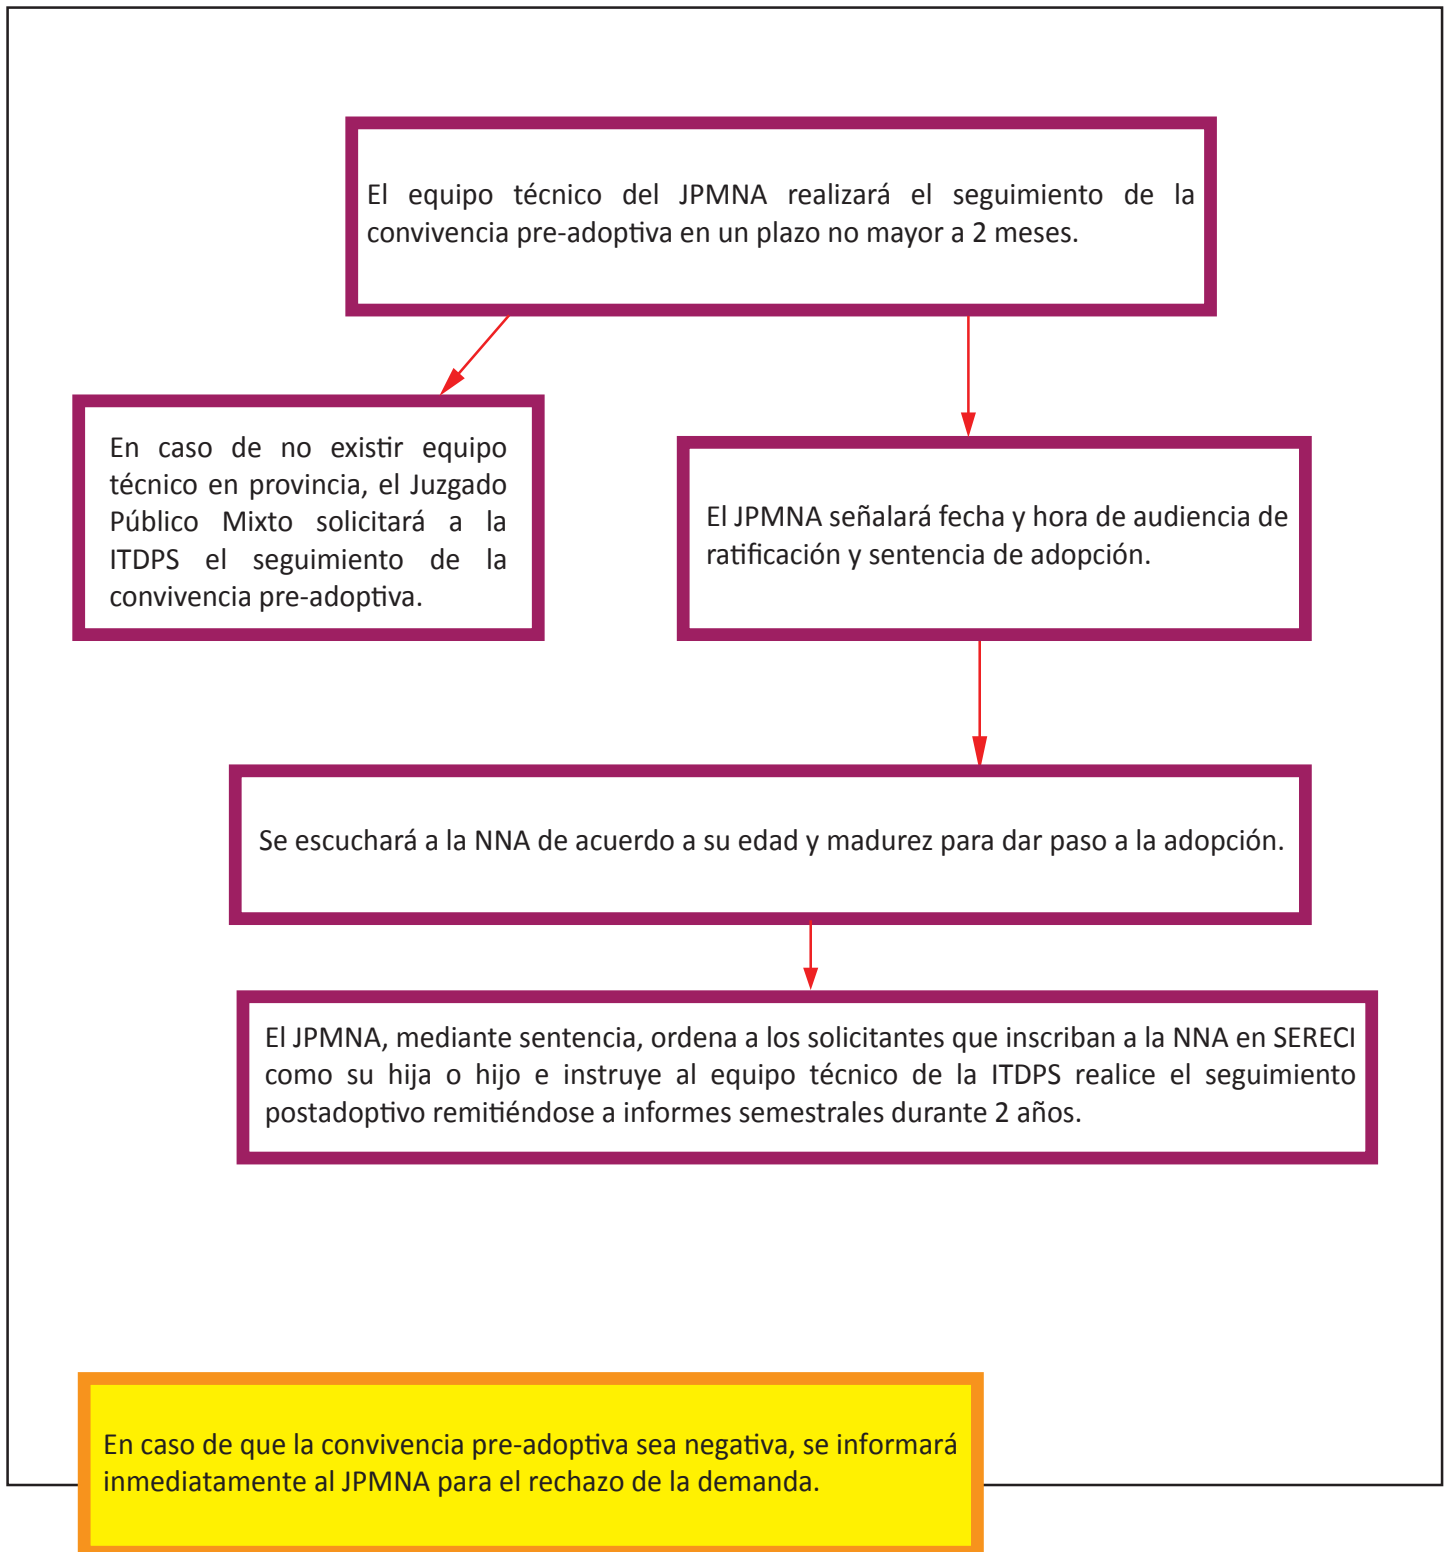 El equipo técnico del JPMNA realizará el seguimiento de la
convivencia pre-adoptiva en un plazo no mayor a 2 meses.
En caso de no existir equipo
técnico en provincia, el Juzgado
Público Mixto solicitará a la
ITDPS el seguimiento de la
convivencia pre-adoptiva.
El JPMNA señalará fecha y hora de audiencia de
ratificación y sentencia de adopción.
Se escuchará a la NNA de acuerdo a su edad y madurez para dar paso a la adopción.
El JPMNA, mediante sentencia, ordena a los solicitantes que inscriban a la NNA en SERECI
como su hija o hijo e instruye al equipo técnico de la ITDPS realice el seguimiento
postadoptivo remitiéndose a informes semestrales durante 2 años.
En caso de que la convivencia pre-adoptiva sea negativa, se informará
inmediatamente al JPMNA para el rechazo de la demanda.